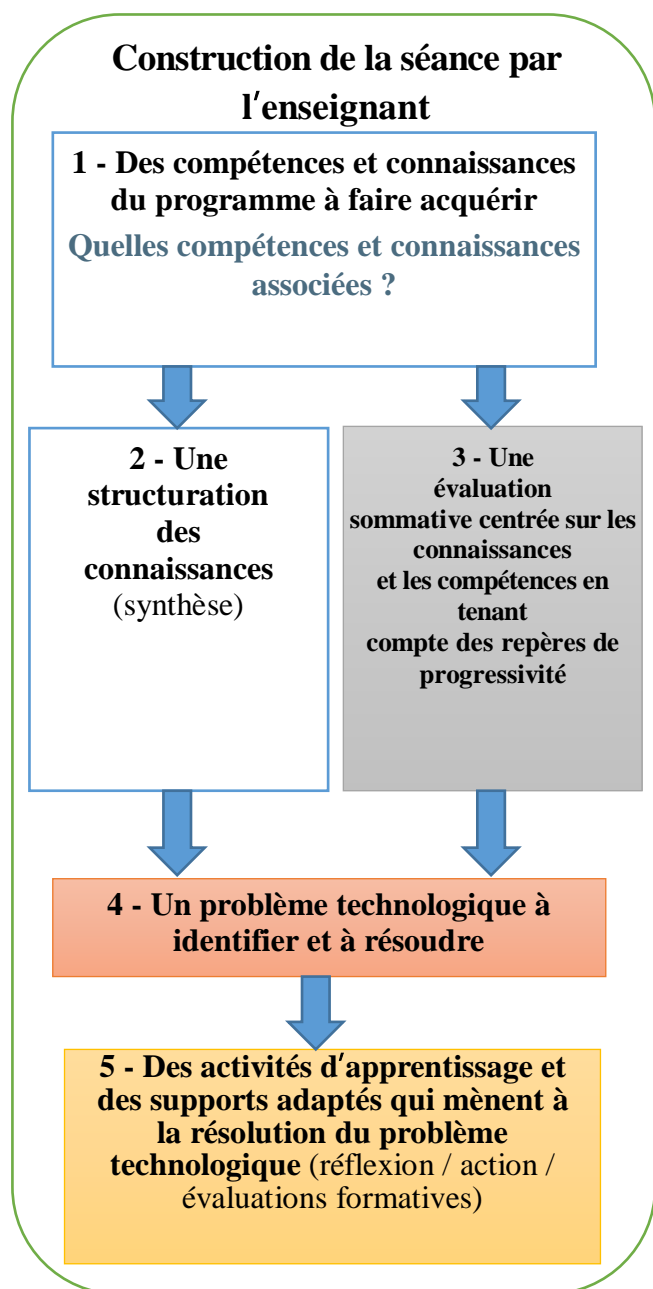 Construction de la séance par
l'enseignant
1 - Des compétences et connaissances
du programme à faire acquérir
Quelles compétences et connaissances
associées ?
2 - Une
structuration
des
connaissances
(synthèse)
3 - Une
évaluation
sommative centrée sur les
connaissances
et les compétences en
tenant
compte des repères de
progressivité
4 - Un problème technologique à
identifier et à résoudre
5 - Des activités d'apprentissage et
des supports adaptés qui mènent à
la résolution du problème
technologique (réflexion / action /
évaluations formatives)